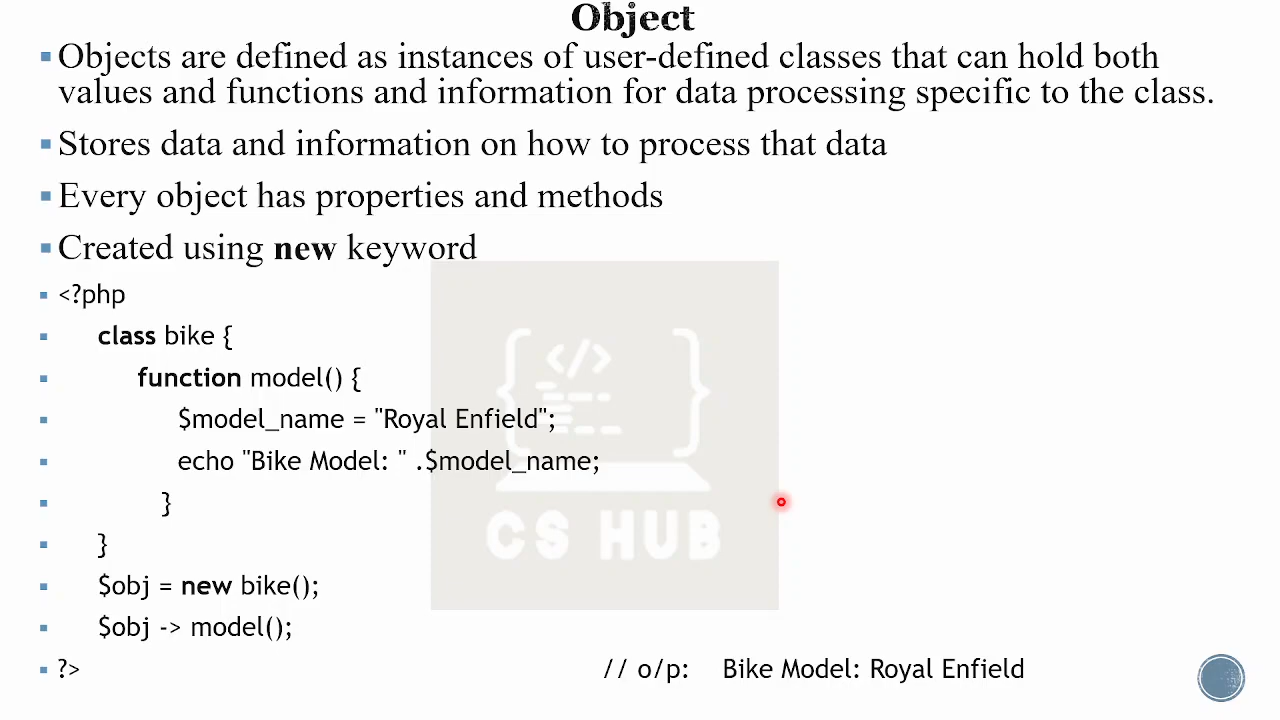 Object
▪ Objects are defined as instances of user-defined classes that can hold both
values and functions and information for data processing specific to the class.
▪ Stores data and information on how to process that data
▪ Every object has properties and methods
▪ Created using new keyword
▪ <?php
▪ class bike {
▪ function model() {
▪ $model_name = "Royal Enfield";
▪ echo "Bike Model: " .$model_name;
▪ }
▪ }
▪ $obj = new bike();
▪ $obj -> model();
▪ ?> // o/p: Bike Model: Royal Enfield
</>
CS HUB